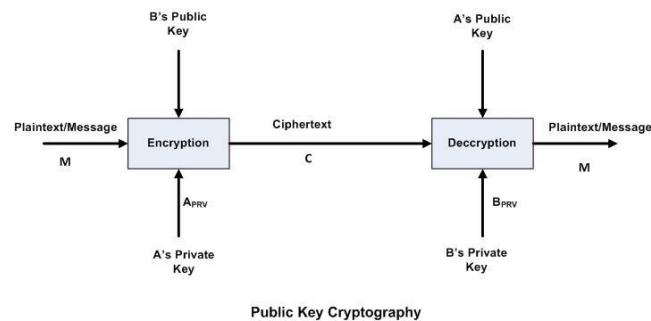 B's Public
Key
A's Public
Key
Plaintext/Message
M
Encryption
Ciphertext
C
Deccryption
Plaintext/Message
M
APRV
BPRV
A's Private
Key
B's Private
Key
Public Key Cryptography